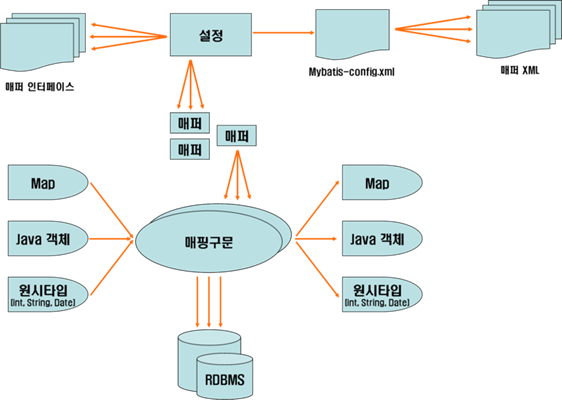 설정
매퍼 인터페이스
Mybatis-config.xml
매퍼 XML
매퍼
매퍼
매퍼
Map
Map
Java 객체
매핑구문
Java 객체
원시타입
(int, String, Date)
원시타입
(int, String, Date)
RDBMS